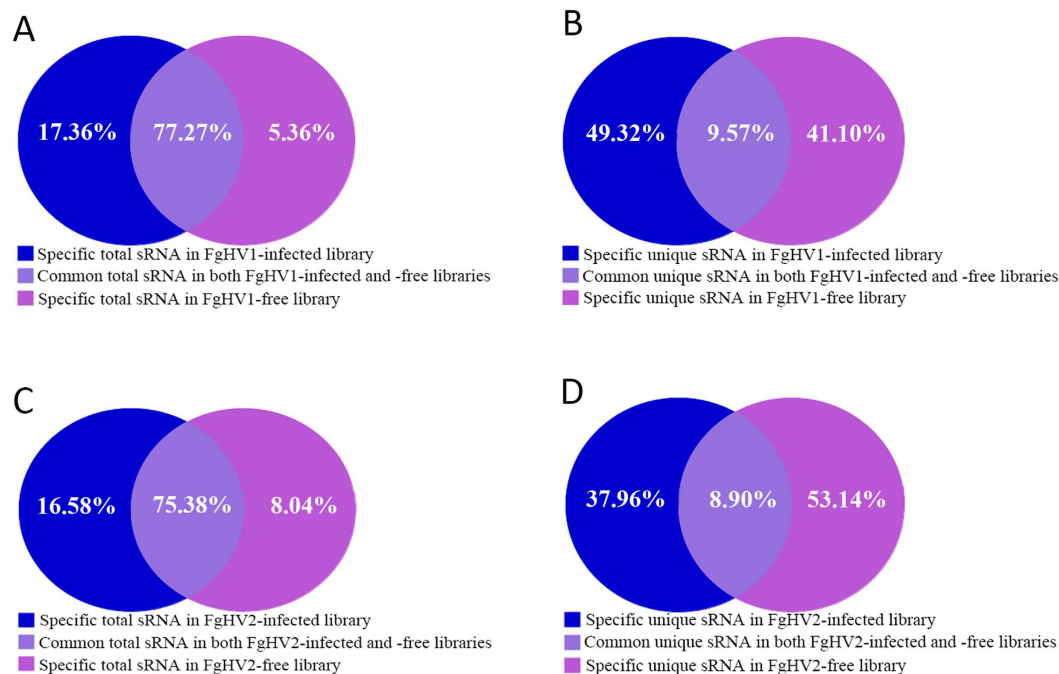 A
17.36% 77.27% 5.36%
Specific total sRNA in FgHV1-infected library
Common total sRNA in both FgHV1-infected and -free libraries
Specific total sRNA in FgHV1-free library
B
49.32% 9.57% 41.10%
Specific unique sRNA in FgHV1-infected library
Common unique sRNA in both FgHV1-infected and -free libraries
Specific unique sRNA in FgHV1-free library
C
16.58% 75.38% 8.04%
Specific total sRNA in FgHV2-infected library
Common total sRNA in both FgHV2-infected and -free libraries
Specific total sRNA in FgHV2-free library
D
37.96% 8.90% 53.14%
Specific unique sRNA in FgHV2-infected library
Common unique sRNA in both FgHV2-infected and -free libraries
Specific unique sRNA in FgHV2-free library